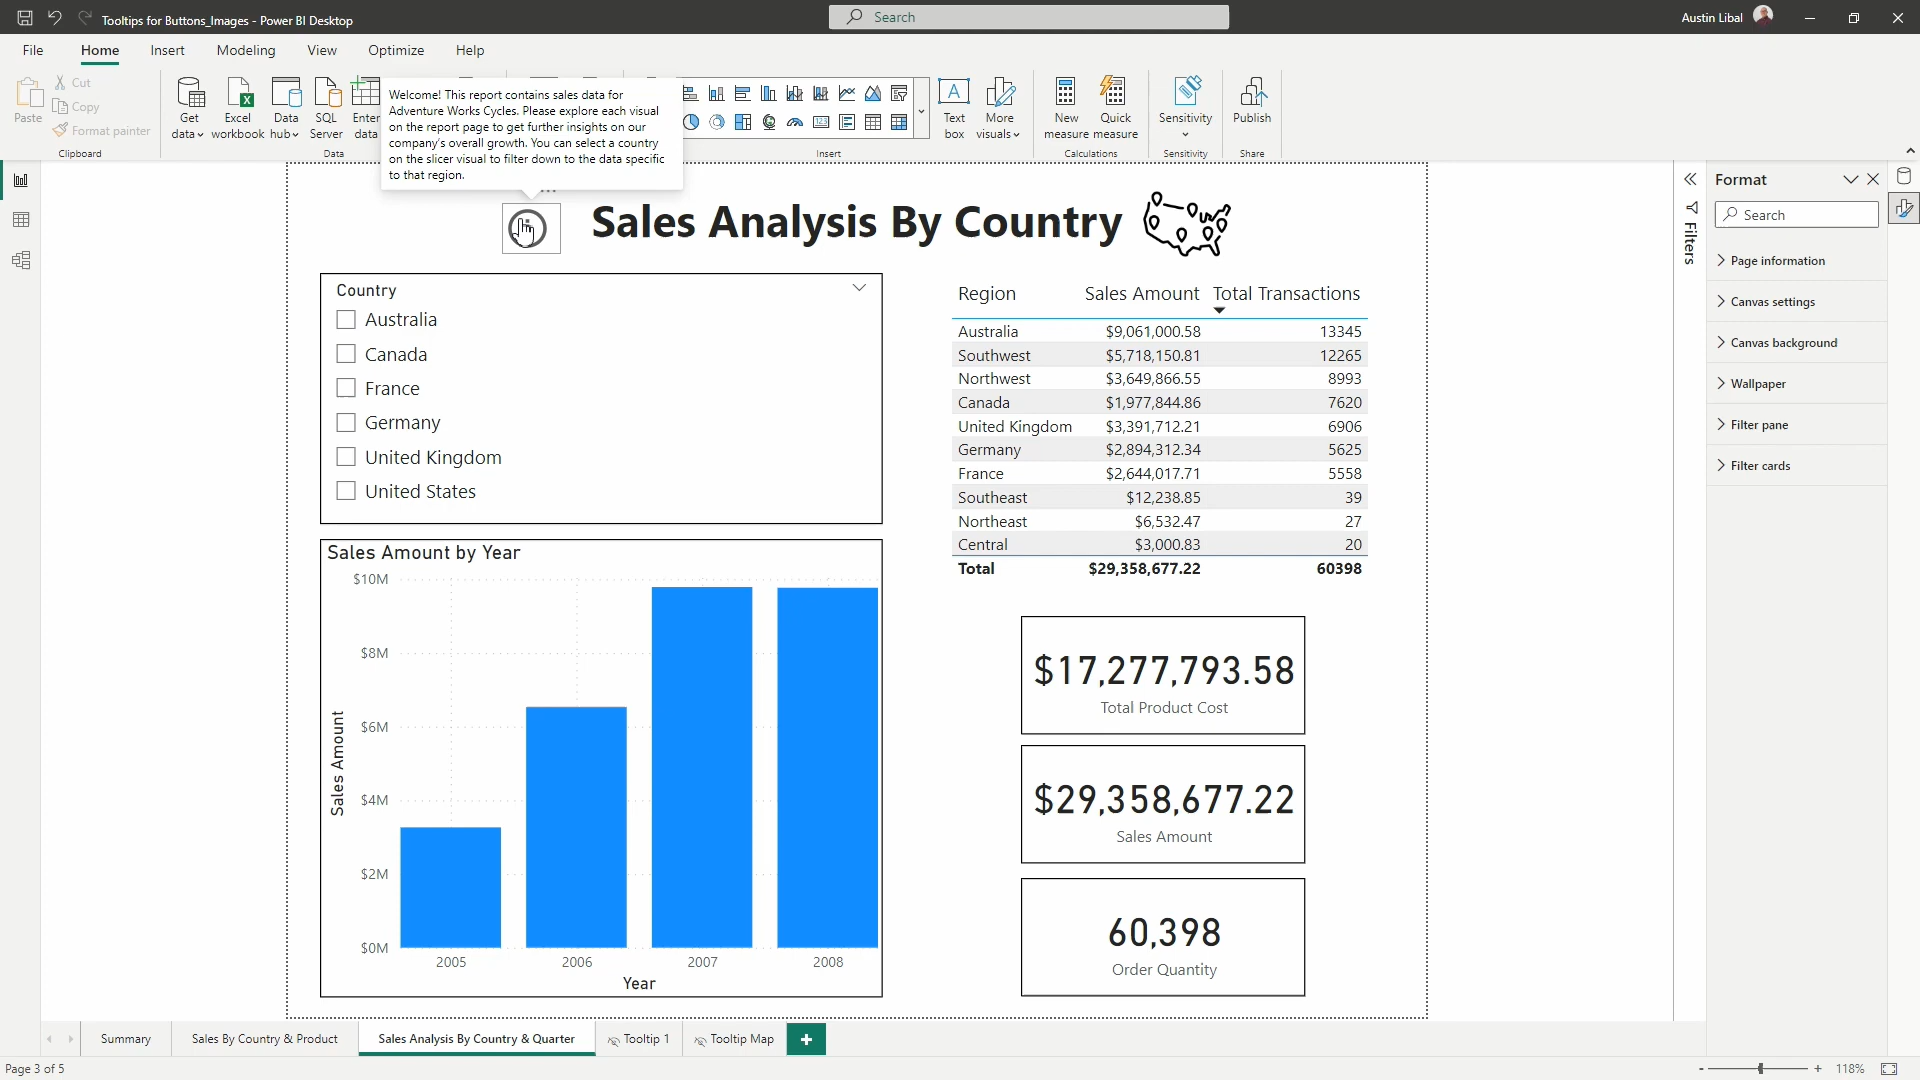 Tooltips for Buttons_Images - Power BI Desktop
Search
Austin Libal
File
Home
Insert
Modeling
View
Optimize
Help
Paste
Cut
Copy
Format painter
Clipboard
Get data
Excel workbook
Data hub
SQL Server
Enter data
Data
Welcome! This report contains sales data for
Adventure Works Cycles. Please explore each visual
on the report page to get further insights on our
company's overall growth. You can select a country
on the slicer visual to filter down to the data specific
to that region.
Text box
More visuals
Insert
New measure
Quick measure
Calculations
Sensitivity
Sensitivity
Publish
Share
Sales Analysis By Country
Country
Australia
Canada
France
Germany
United Kingdom
United States
Region Sales Amount Total Transactions
Australia $9,061,000.58 13345
Southwest $5,718,150.81 12265
Northwest $3,649,866.55 8993
Canada $1,977,844.86 7620
United Kingdom $3,391,712.21 6906
Germany $2,894,312.34 5625
France $2,644,017.71 5558
Southeast $12,238.85 39
Northeast $6,532.47 27
Central $3,000.83 20
Total $29,358,677.22 60398
Sales Amount by Year
$10M
$8M
$6M
$4M
$2M
$0M
Sales Amount
2005 2006 2007 2008
Year
$17,277,793.58
Total Product Cost
$29,358,677.22
Sales Amount
60,398
Order Quantity
Filters
Format
Search
Page information
Canvas settings
Canvas background
Wallpaper
Filter pane
Filter cards
Summary
Sales By Country & Product
Sales Analysis By Country & Quarter
Tooltip 1
Tooltip Map
+
Page 3 of 5
- + 118%